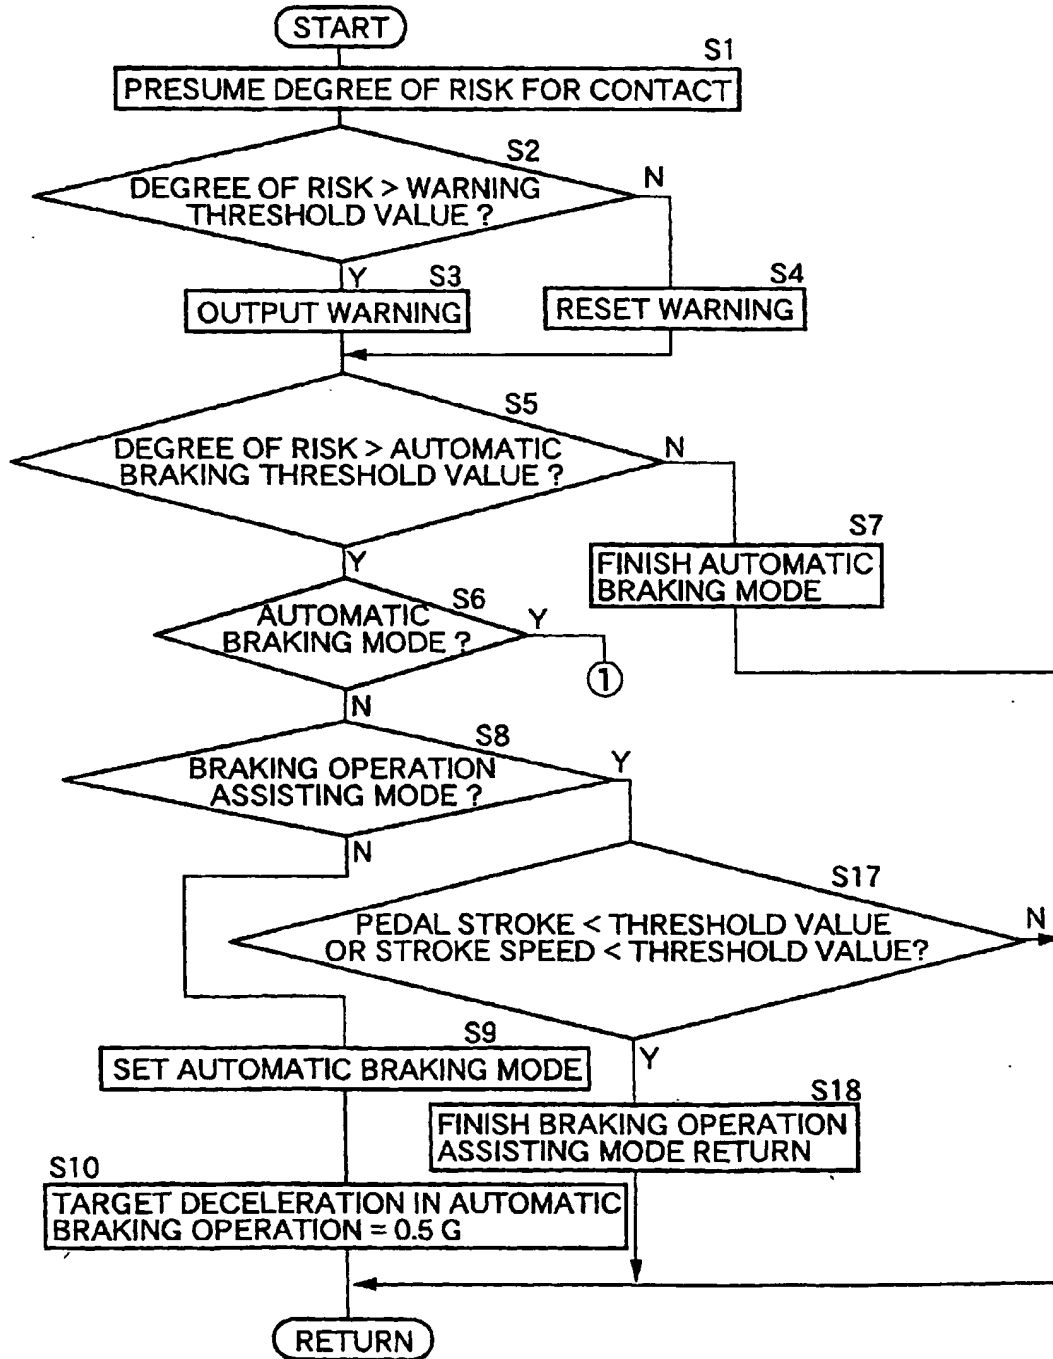 START
S1
PRESUME DEGREE OF RISK FOR CONTACT
S2
DEGREE OF RISK > WARNING
THRESHOLD VALUE ?
N
Y
S3
OUTPUT WARNING
S4
RESET WARNING
S5
DEGREE OF RISK > AUTOMATIC
BRAKING THRESHOLD VALUE ?
N
Y
S7
FINISH AUTOMATIC
BRAKING MODE
S6
AUTOMATIC
BRAKING MODE ?
Y
1
N
S8
BRAKING OPERATION
ASSISTING MODE ?
Y
N
S17
PEDAL STROKE < THRESHOLD VALUE
OR STROKE SPEED < THRESHOLD VALUE?
N
Y
S9
SET AUTOMATIC BRAKING MODE
S18
FINISH BRAKING OPERATION
ASSISTING MODE RETURN
S10
TARGET DECELERATION IN AUTOMATIC
BRAKING OPERATION = 0.5 G
RETURN